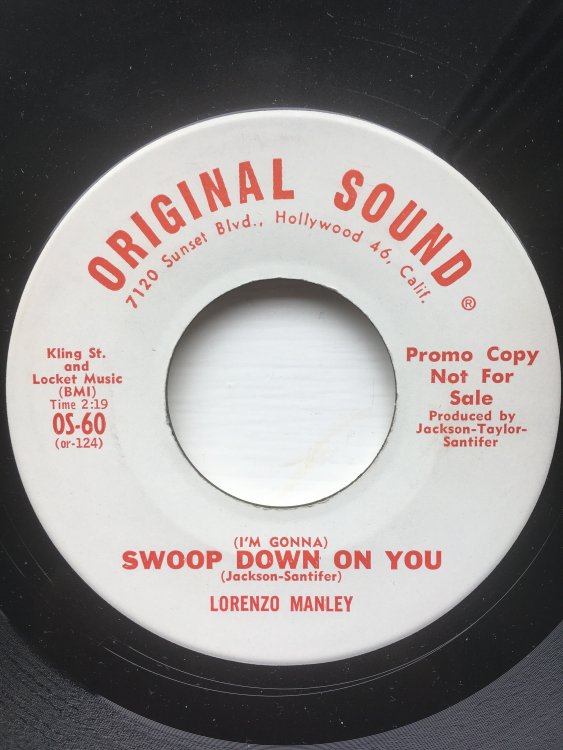 ORIGINAL SOUND ®
7120 Sunset Blvd., Hollywood 46, Calif.
Kling St.
and
Locket Music
(BMI)
Time 2:19
OS-60
(or-124)
Promo Copy
Not For
Sale
Produced by
Jackson-Taylor-
Santifer
(I'M GONNA)
SWOOP DOWN ON YOU
(Jackson-Santifer)
LORENZO MANLEY